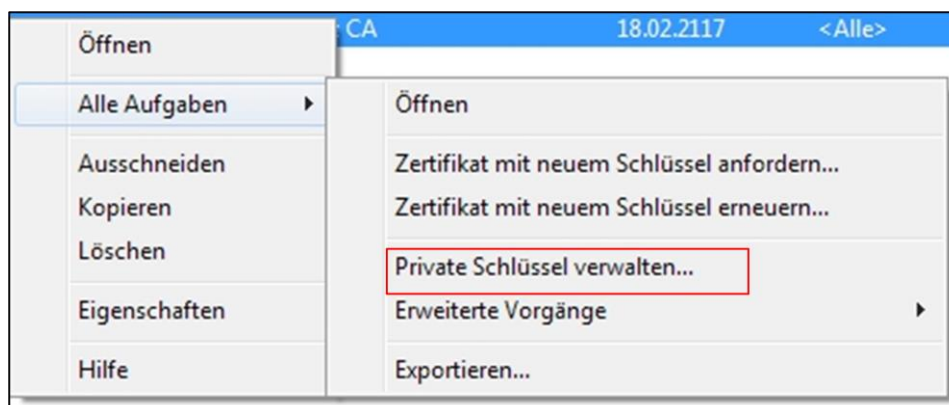 CA 18.02.2117 <Alle>
Öffnen
Alle Aufgaben
Ausschneiden
Kopieren
Löschen
Eigenschaften
Hilfe
Öffnen
Zertifikat mit neuem Schlüssel anfordern...
Zertifikat mit neuem Schlüssel erneuern...
Private Schlüssel verwalten...
Erweiterte Vorgänge
Exportieren...